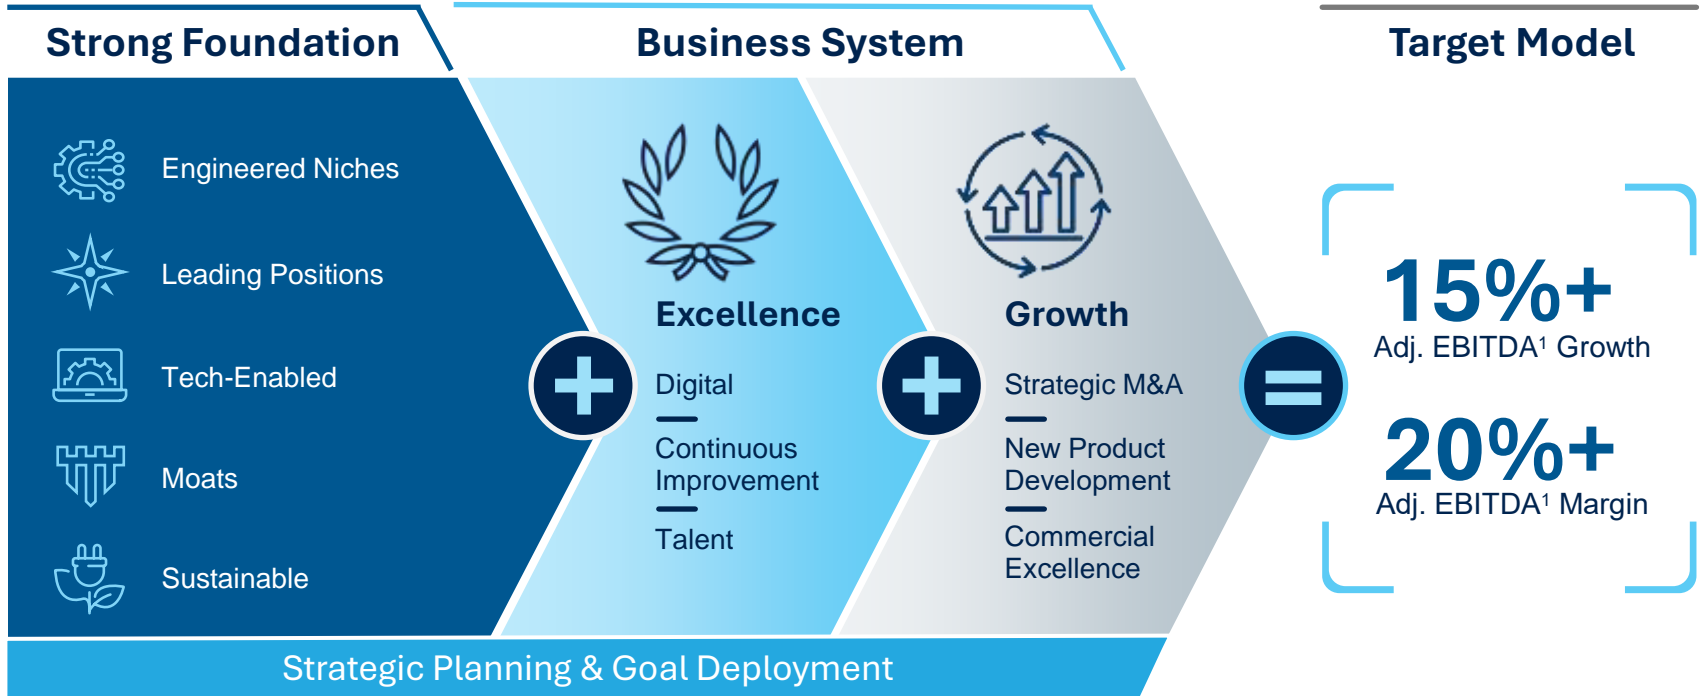 Strong Foundation
Engineered Niches
Leading Positions
Tech-Enabled
Moats
Sustainable
Business System
Excellence
Digital
Continuous
Improvement
Talent
Growth
Strategic M&A
New Product
Development
Commercial
Excellence
Target Model
15%+
Adj. EBITDA¹ Growth
20%+
Adj. EBITDA¹ Margin
Strategic Planning & Goal Deployment